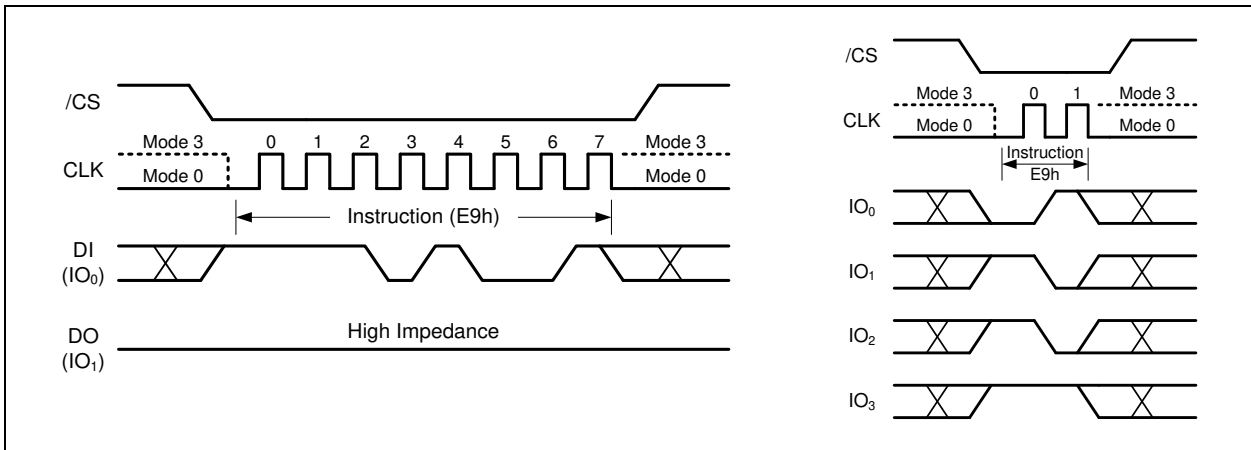 /CS
Mode 3 0 1 2 3 4 5 6 7 Mode 3
CLK
Mode 0 Mode 0
Instruction (E9h)
DI
(IO₀)
High Impedance
DO
(IO₁)
/CS
Mode 3 0 1 Mode 3
CLK
Mode 0 Mode 0
Instruction
E9h
IO₀
IO₁
IO₂
IO₃